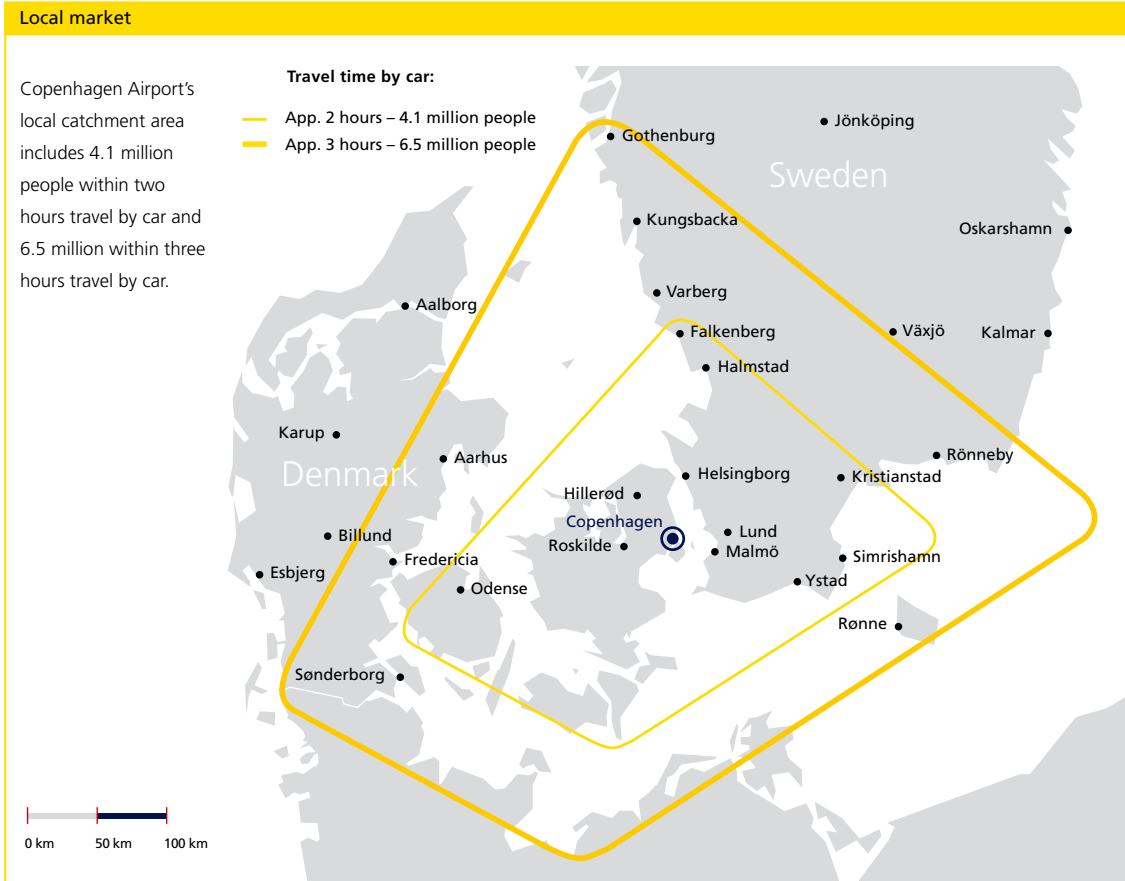 Local market
Copenhagen Airport's
local catchment area
includes 4.1 million
people within two
hours travel by car and
6.5 million within three
hours travel by car.
Travel time by car:
App. 2 hours – 4.1 million people
App. 3 hours – 6.5 million people
Gothenburg
Jönköping
Sweden
Kungsbacka
Oskarshamn
Varberg
Aalborg
Falkenberg
Växjö
Kalmar
Halmstad
Karup
Aarhus
Denmark
Rönneby
Helsingborg
Kristianstad
Hillerød
Copenhagen
Roskilde
Lund
Malmö
Billund
Fredericia
Esbjerg
Odense
Simrishamn
Ystad
Rønne
Sønderborg
0 km
50 km
100 km